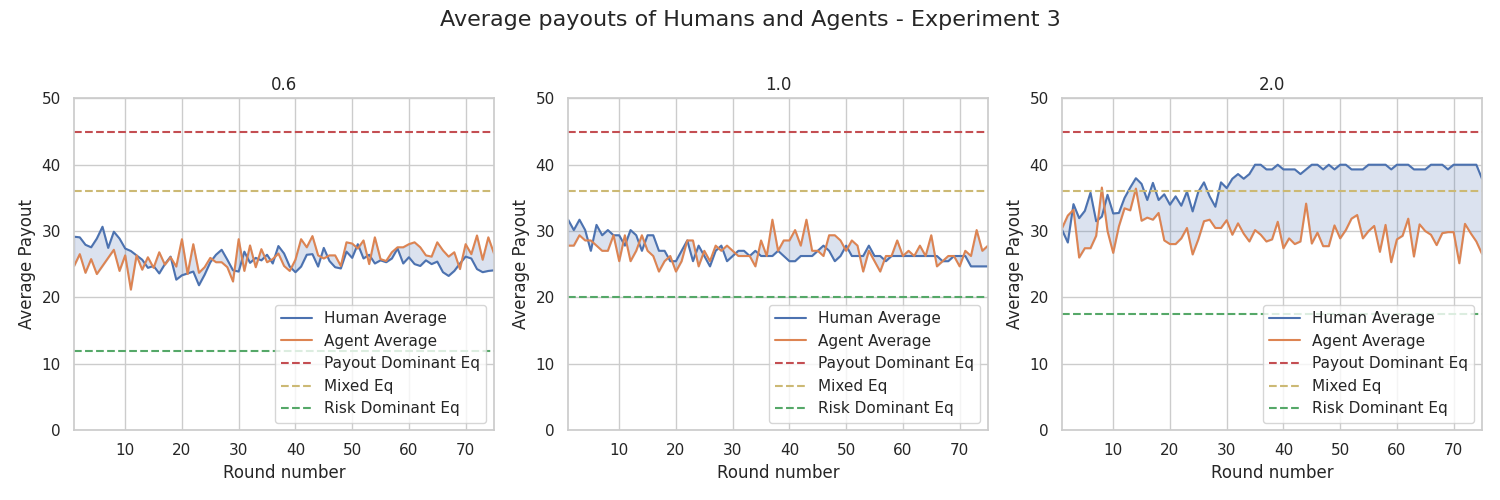 Average payouts of Humans and Agents - Experiment 3
0.6
50
40
30
20
10
0
Average Payout
Human Average
Agent Average
Payout Dominant Eq
Mixed Eq
Risk Dominant Eq
10 20 30 40 50 60 70
Round number
1.0
50
40
30
20
10
0
Average Payout
Human Average
Agent Average
Payout Dominant Eq
Mixed Eq
Risk Dominant Eq
10 20 30 40 50 60 70
Round number
2.0
50
40
30
20
10
0
Average Payout
Human Average
Agent Average
Payout Dominant Eq
Mixed Eq
Risk Dominant Eq
10 20 30 40 50 60 70
Round number